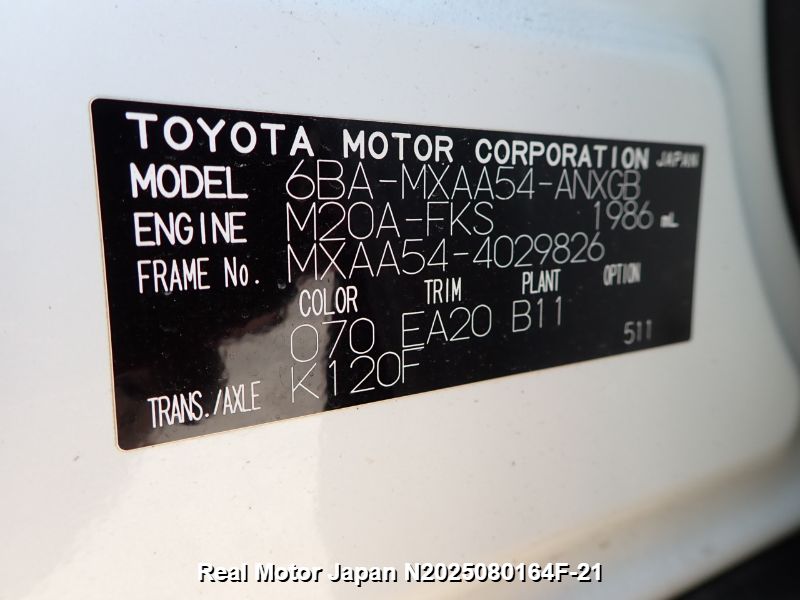 TOYOTA MOTOR CORPORATION JAPAN
MODEL 6BA-MXAA54-ANXGB
ENGINE M20A-FKS 1986 mL
FRAME No. MXAA54-4029826
COLOR TRIM PLANT OPTION
070 EA20 B11 511
TRANS./AXLE K120F
Real Motor Japan N2025080164F-21